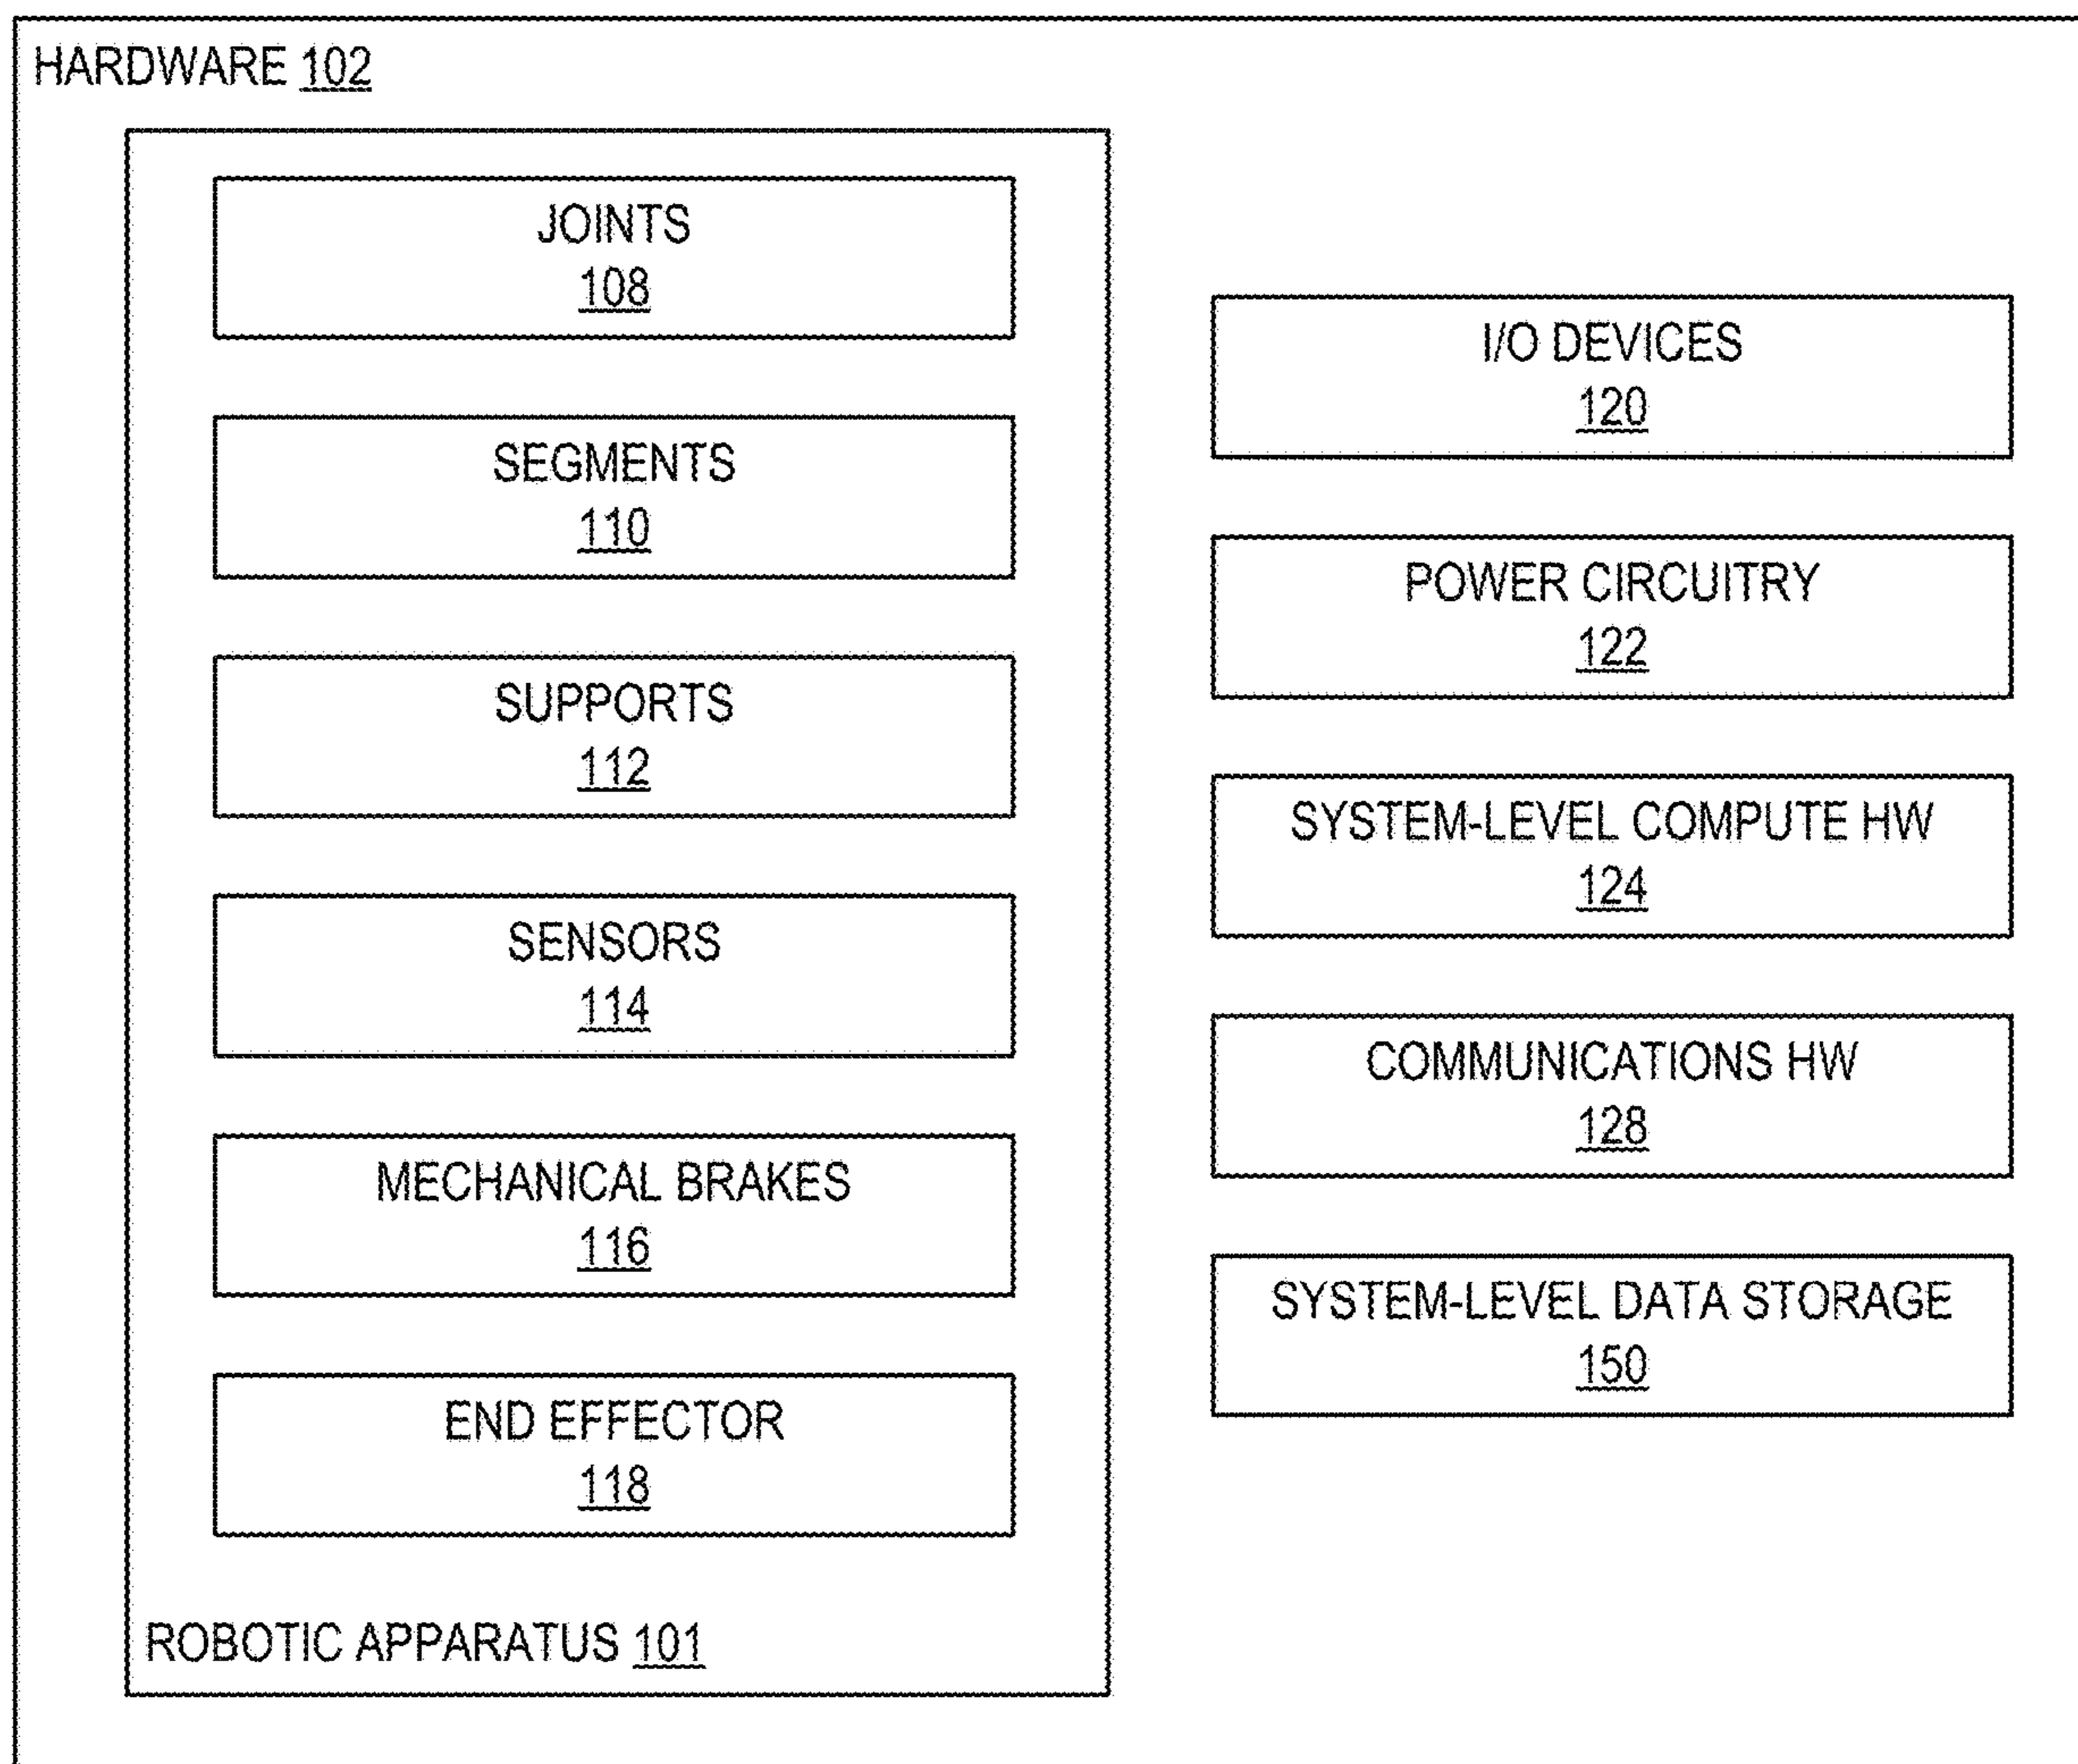 HARDWARE 102
JOINTS
108
SEGMENTS
110
SUPPORTS
112
SENSORS
114
MECHANICAL BRAKES
116
END EFFECTOR
118
ROBOTIC APPARATUS 101
I/O DEVICES
120
POWER CIRCUITRY
122
SYSTEM-LEVEL COMPUTE HW
124
COMMUNICATIONS HW
128
SYSTEM-LEVEL DATA STORAGE
150